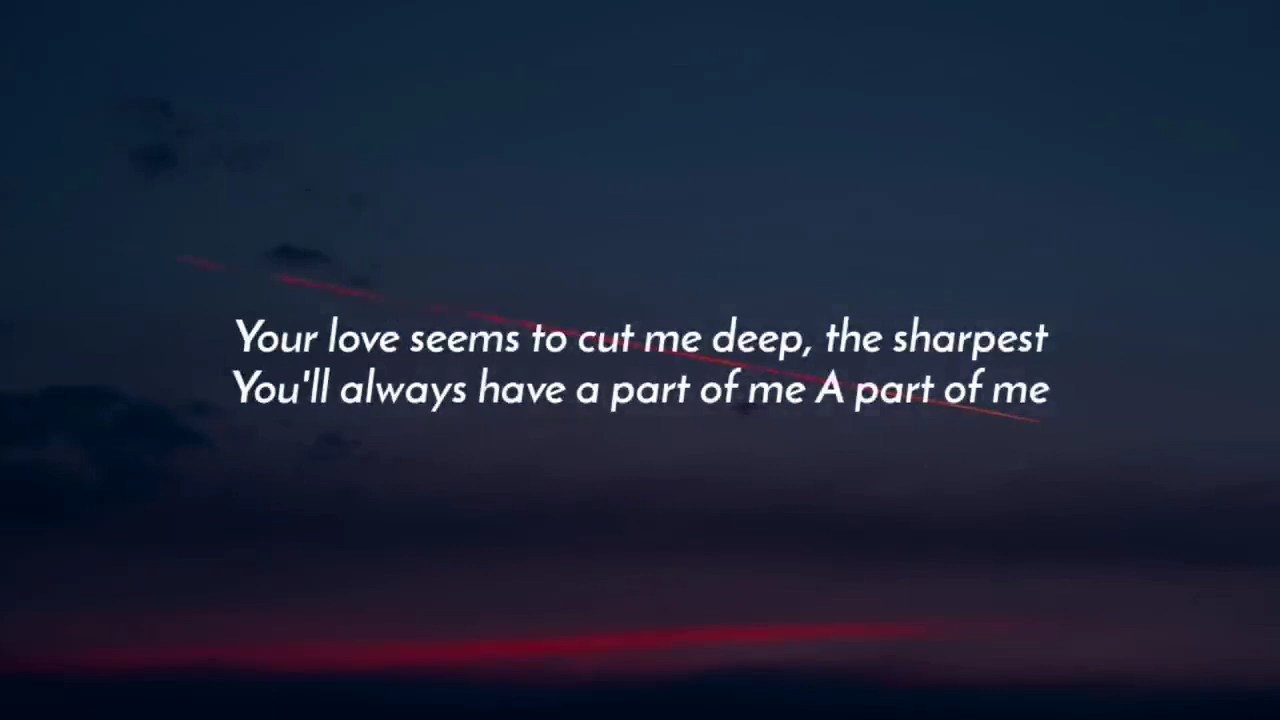 Your love seems to cut me deep, the sharpest
You'll always have a part of me A part of me